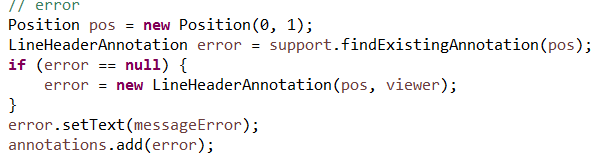 // error
Position pos = new Position(0, 1);
LineHeaderAnnotation error = support.findExistingAnnotation(pos);
if (error == null) {
    error = new LineHeaderAnnotation(pos, viewer);
}
error.setText(messageError);
annotations.add(error);